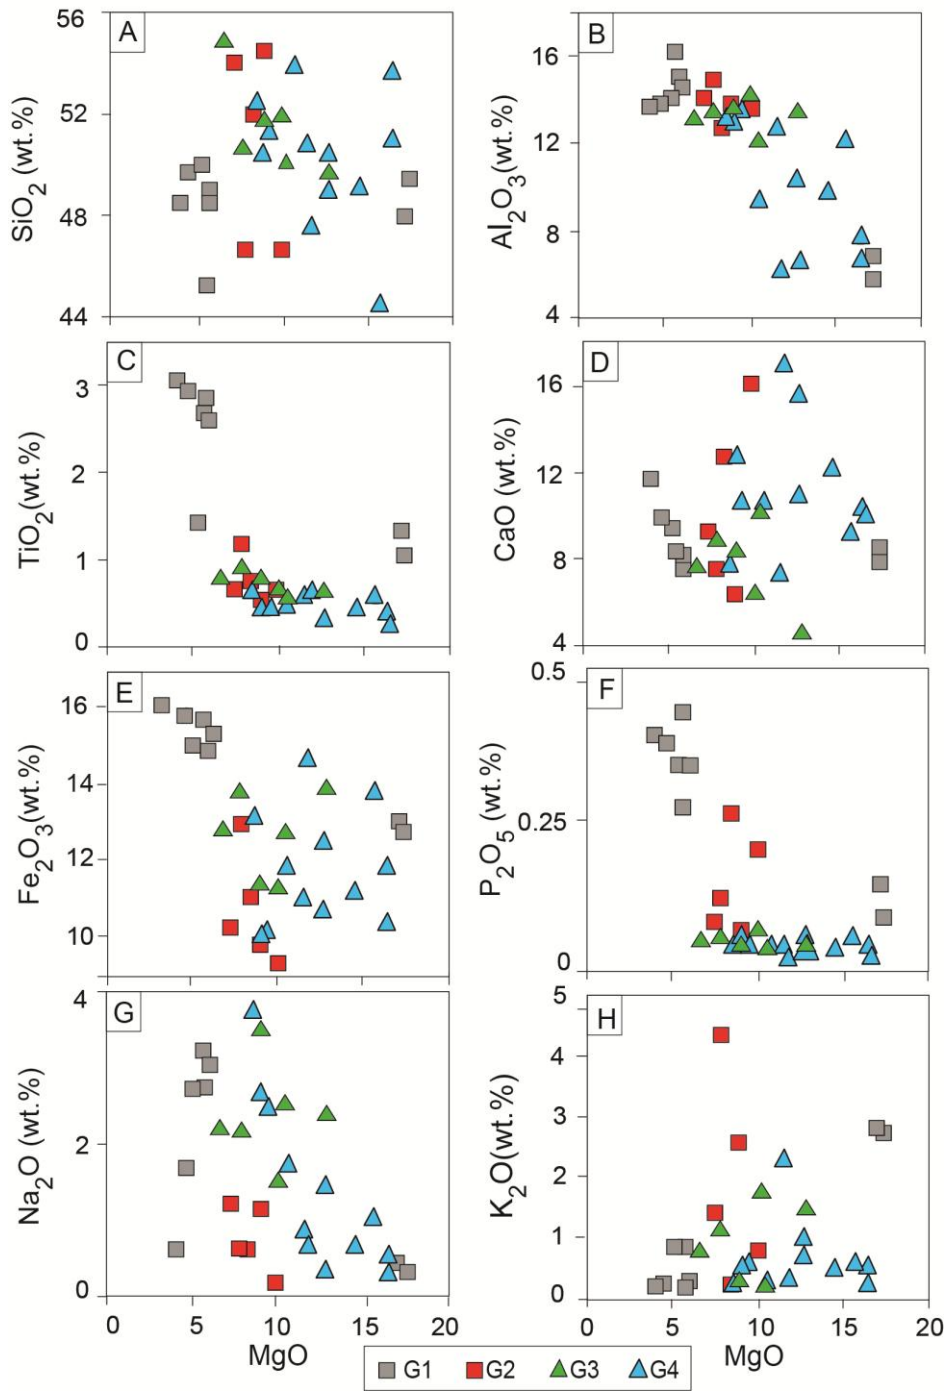 A
SiO2 (wt.%)
56
52
48
44
B
Al2O3(wt.%)
16
12
8
4
C
TiO2(wt.%)
3
2
1
0
D
CaO (wt.%)
16
12
8
4
E
Fe2O3(wt.%)
16
14
12
10
F
P2O5 (wt.%)
0.5
0.25
0
G
Na2O (wt.%)
4
2
0
0 5 10 15 20
MgO
H
K2O(wt.%)
5
4
3
2
1
0
0 5 10 15 20
MgO
G1 G2 G3 G4